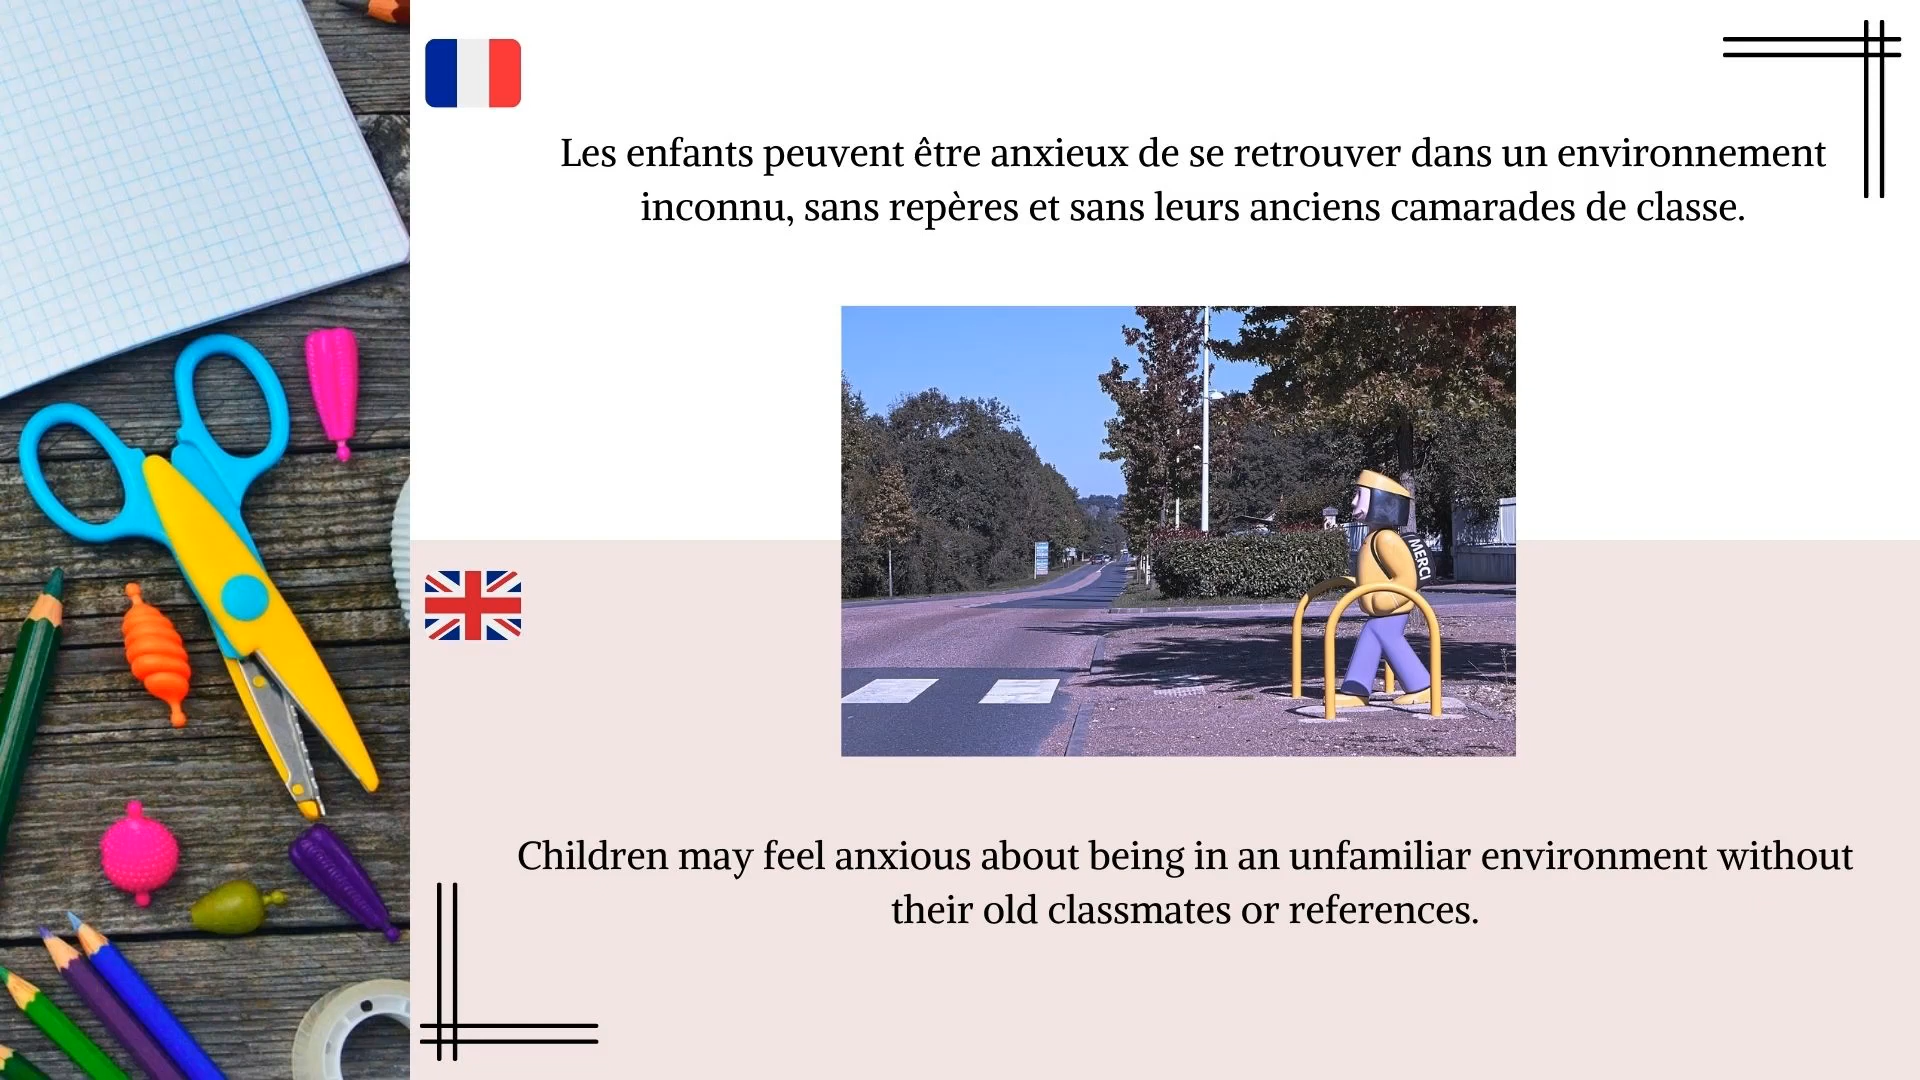 Les enfants peuvent être anxieux de se retrouver dans un environnement
inconnu, sans repères et sans leurs anciens camarades de classe.
MERCI
Children may feel anxious about being in an unfamiliar environment without
their old classmates or references.